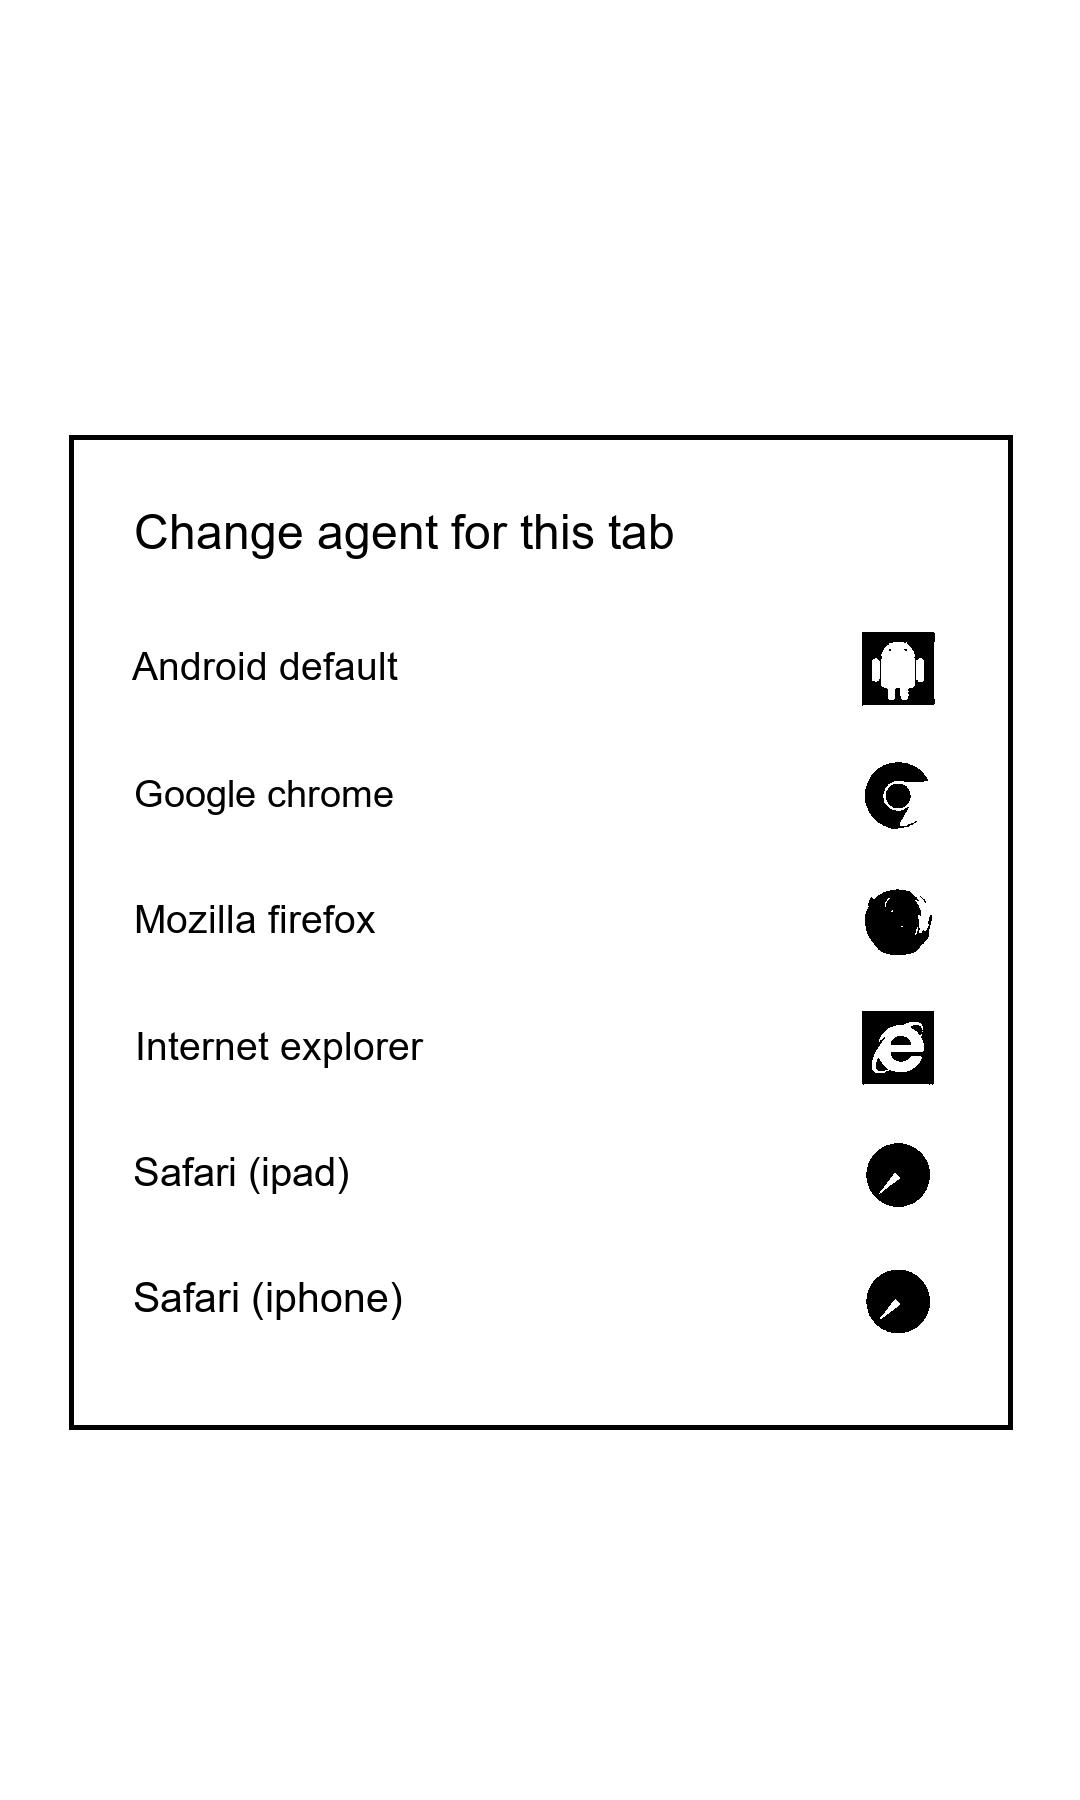 Change agent for this tab
Android default
Google chrome
Mozilla firefox
Internet explorer
Safari (ipad)
Safari (iphone)